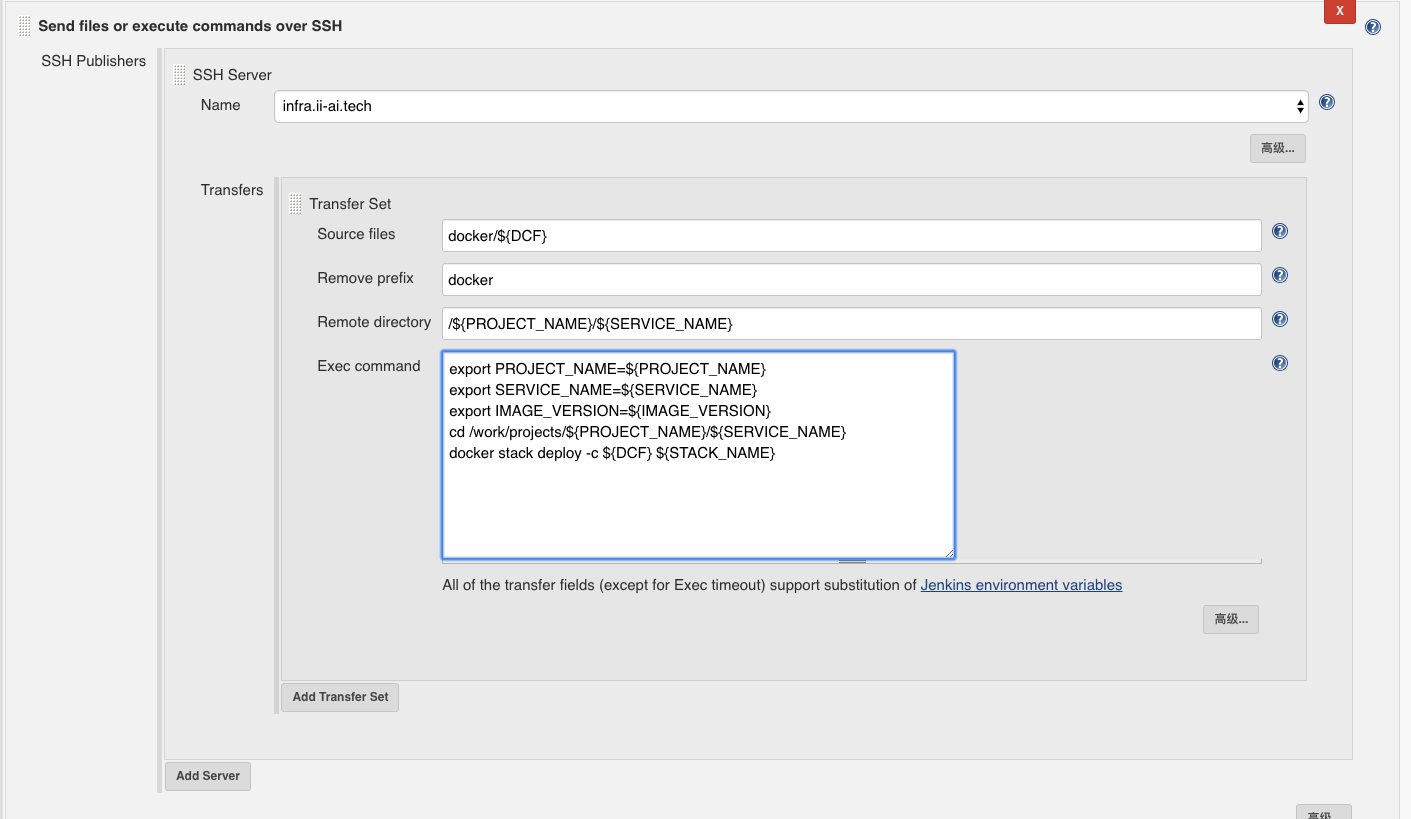 Send files or execute commands over SSH
X
SSH Publishers
SSH Server
Name
infra.ii-ai.tech
高级...
Transfers
Transfer Set
Source files
docker/${DCF}
Remove prefix
docker
Remote directory
/${PROJECT_NAME}/${SERVICE_NAME}
Exec command
export PROJECT_NAME=${PROJECT_NAME}
export SERVICE_NAME=${SERVICE_NAME}
export IMAGE_VERSION=${IMAGE_VERSION}
cd /work/projects/${PROJECT_NAME}/${SERVICE_NAME}
docker stack deploy -c ${DCF} ${STACK_NAME}
All of the transfer fields (except for Exec timeout) support substitution of Jenkins environment variables
高级...
Add Transfer Set
Add Server
高级...